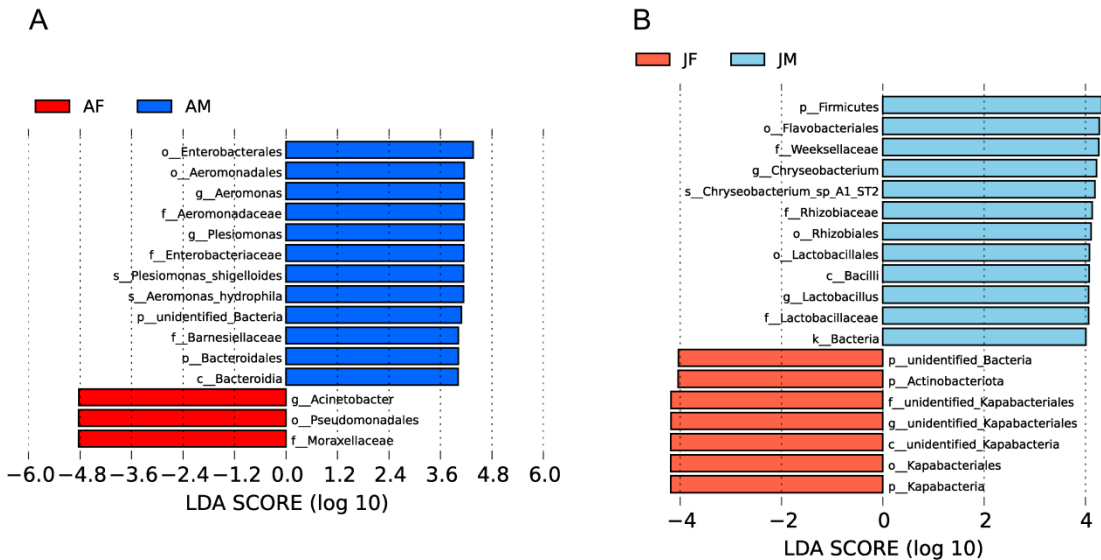 A
AF AM
o__Enterobacterales
o__Aeromonadales
g__Aeromonas
f__Aeromonadaceae
g__Plesiomonas
f__Enterobacteriaceae
s__Plesiomonas_shigelloides
s__Aeromonas_hydrophila
p__unidentified_Bacteria
f__Barnesiellaceae
p__Bacteroidales
c__Bacteroidia
g__Acinetobacter
o__Pseudomonadales
f__Moraxellaceae
−6.0 −4.8 −3.6 −2.4 −1.2 0.0 1.2 2.4 3.6 4.8 6.0
LDA SCORE (log 10)
B
JF JM
p__Firmicutes
o__Flavobacteriales
f__Weeksellaceae
g__Chryseobacterium
s__Chryseobacterium_sp_A1_ST2
f__Rhizobiaceae
o__Rhizobiales
o__Lactobacillales
c__Bacilli
g__Lactobacillus
f__Lactobacillaceae
k__Bacteria
p__unidentified_Bacteria
p__Actinobacteriota
f__unidentified_Kapabacteriales
g__unidentified_Kapabacteriales
c__unidentified_Kapabacteria
o__Kapabacteriales
p__Kapabacteria
−4 −2 0 2 4
LDA SCORE (log 10)